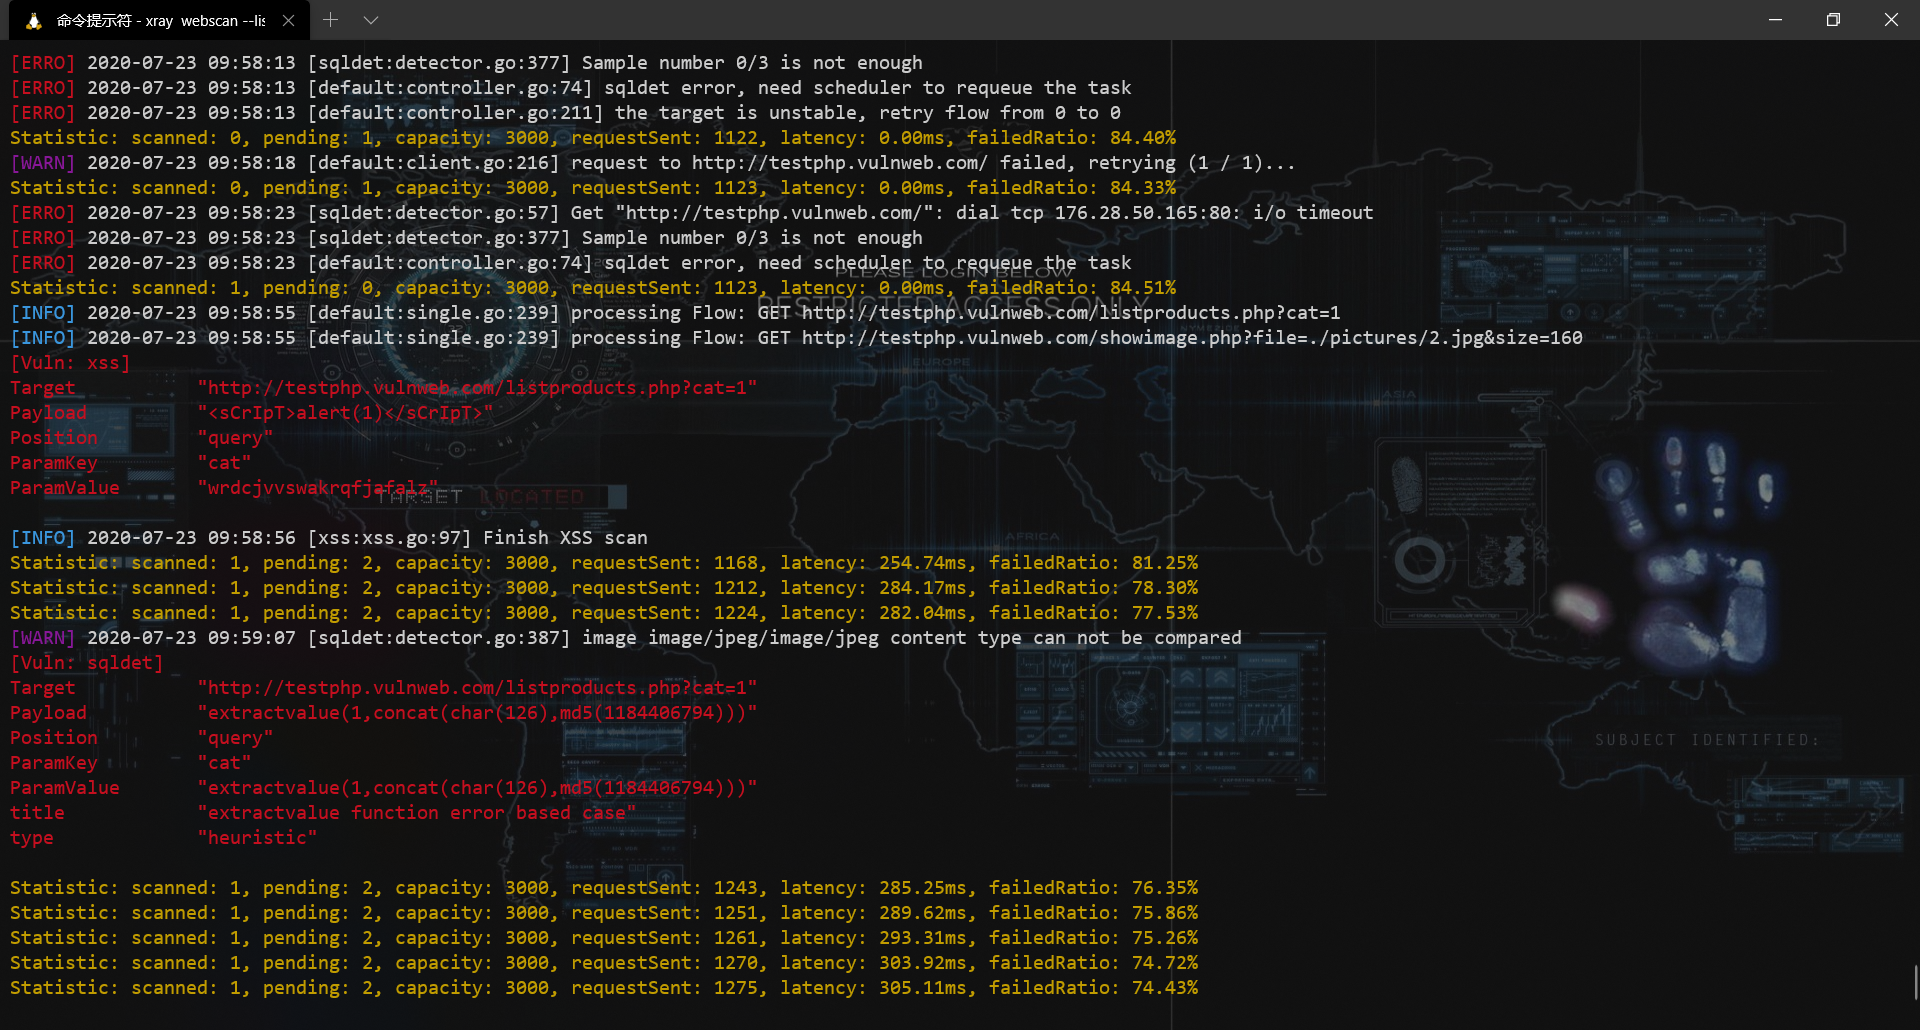 命令提示符 - xray  webscan --lis
[ERRO] 2020-07-23 09:58:13 [sqldet:detector.go:377] Sample number 0/3 is not enough
[ERRO] 2020-07-23 09:58:13 [default:controller.go:74] sqldet error, need scheduler to requeue the task
[ERRO] 2020-07-23 09:58:13 [default:controller.go:211] the target is unstable, retry flow from 0 to 0
Statistic: scanned: 0, pending: 1, capacity: 3000, requestSent: 1122, latency: 0.00ms, failedRatio: 84.40%
[WARN] 2020-07-23 09:58:18 [default:client.go:216] request to http://testphp.vulnweb.com/ failed, retrying (1 / 1)...
Statistic: scanned: 0, pending: 1, capacity: 3000, requestSent: 1123, latency: 0.00ms, failedRatio: 84.33%
[ERRO] 2020-07-23 09:58:23 [sqldet:detector.go:57] Get "http://testphp.vulnweb.com/": dial tcp 176.28.50.165:80: i/o timeout
[ERRO] 2020-07-23 09:58:23 [sqldet:detector.go:377] Sample number 0/3 is not enough
[ERRO] 2020-07-23 09:58:23 [default:controller.go:74] sqldet error, need scheduler to requeue the task
PLEASE LOGIN BELOW
Statistic: scanned: 1, pending: 0, capacity: 3000, requestSent: 1123, latency: 0.00ms, failedRatio: 84.51%
RESTRICTED ACCESS ONLY
[INFO] 2020-07-23 09:58:55 [default:single.go:239] processing Flow: GET http://testphp.vulnweb.com/listproducts.php?cat=1
[INFO] 2020-07-23 09:58:55 [default:single.go:239] processing Flow: GET http://testphp.vulnweb.com/showimage.php?file=./pictures/2.jpg&size=160
[Vuln: xss]
EUROPE
Target "http://testphp.vulnweb.com/listproducts.php?cat=1"
ASIA
Payload "<sCrIpT>alert(1)</sCrIpT>"
Position "query"
ParamKey "cat"
ParamValue "wrdcjvvswakrqfjafalz"
TARGET LOCATED
[INFO] 2020-07-23 09:58:56 [xss:xss.go:97] Finish XSS scan
AFRICA
Statistic: scanned: 1, pending: 2, capacity: 3000, requestSent: 1168, latency: 254.74ms, failedRatio: 81.25%
Statistic: scanned: 1, pending: 2, capacity: 3000, requestSent: 1212, latency: 284.17ms, failedRatio: 78.30%
Statistic: scanned: 1, pending: 2, capacity: 3000, requestSent: 1224, latency: 282.04ms, failedRatio: 77.53%
[WARN] 2020-07-23 09:59:07 [sqldet:detector.go:387] image image/jpeg/image/jpeg content type can not be compared
[Vuln: sqldet]
Target "http://testphp.vulnweb.com/listproducts.php?cat=1"
Payload "extractvalue(1,concat(char(126),md5(1184406794)))"
Position "query"
SUBJECT IDENTIFIED:
ParamKey "cat"
ParamValue "extractvalue(1,concat(char(126),md5(1184406794)))"
title "extractvalue function error based case"
type "heuristic"
Statistic: scanned: 1, pending: 2, capacity: 3000, requestSent: 1243, latency: 285.25ms, failedRatio: 76.35%
Statistic: scanned: 1, pending: 2, capacity: 3000, requestSent: 1251, latency: 289.62ms, failedRatio: 75.86%
Statistic: scanned: 1, pending: 2, capacity: 3000, requestSent: 1261, latency: 293.31ms, failedRatio: 75.26%
Statistic: scanned: 1, pending: 2, capacity: 3000, requestSent: 1270, latency: 303.92ms, failedRatio: 74.72%
Statistic: scanned: 1, pending: 2, capacity: 3000, requestSent: 1275, latency: 305.11ms, failedRatio: 74.43%